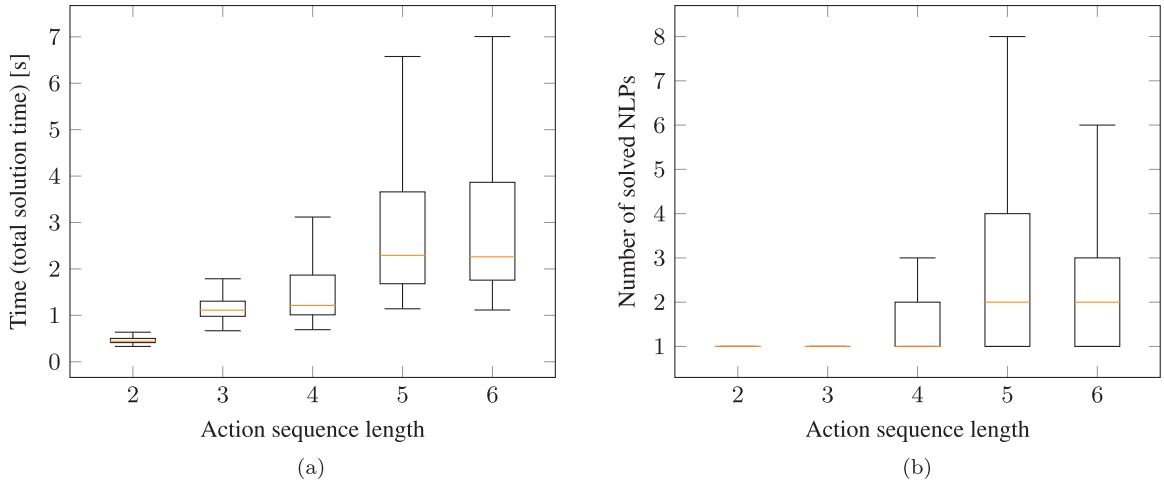 7
6
5
4
3
2
1
0
Time (total solution time) [s]
2 3 4 5 6
Action sequence length
(a)
8
7
6
5
4
3
2
1
Number of solved NLPs
2 3 4 5 6
Action sequence length
(b)